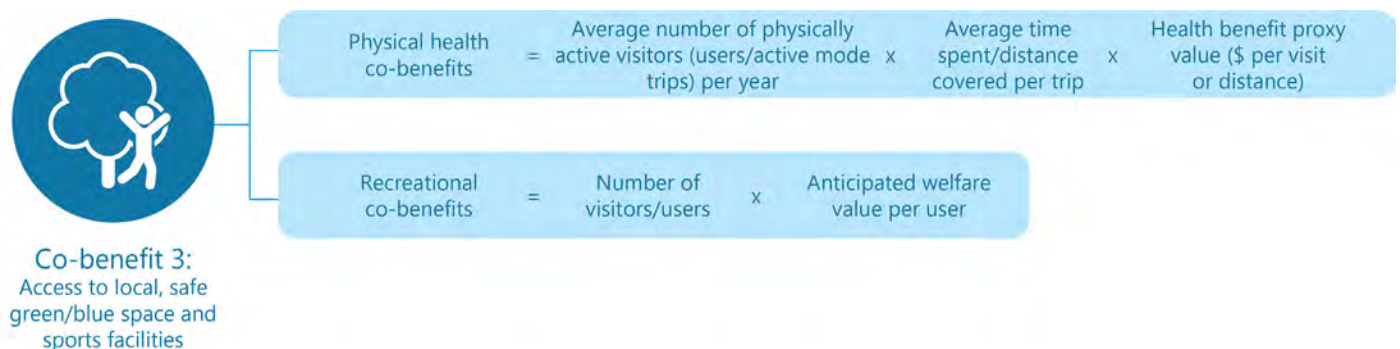 Physical health
co-benefits
=
Average number of physically
active visitors (users/active mode
trips) per year
x
Average time
spent/distance
covered per trip
x
Health benefit proxy
value ($ per visit
or distance)
Recreational
co-benefits
=
Number of
visitors/users
x
Anticipated welfare
value per user
Co-benefit 3:
Access to local, safe
green/blue space and
sports facilities